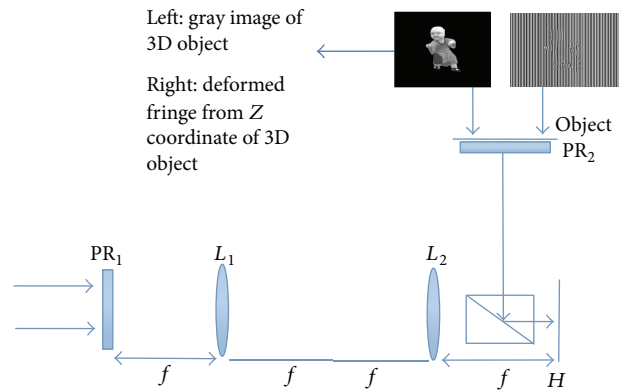 Left: gray image of
3D object
Right: deformed
fringe from Z
coordinate of 3D
object
Object
PR2
PR1
L1
L2
f
f
f
f
H